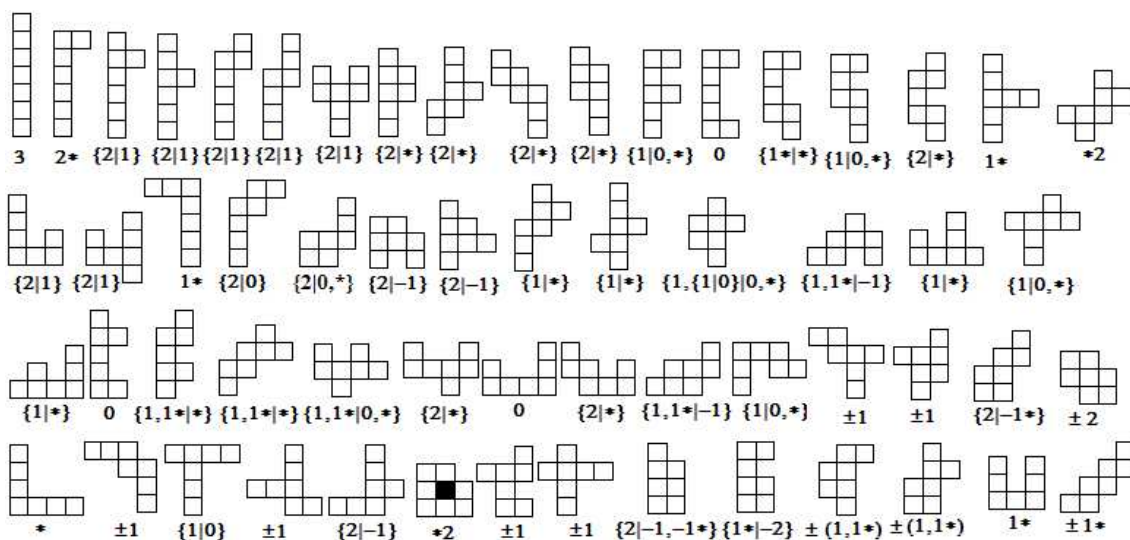 3 2* {2|1} {2|1} {2|1} {2|1} {2|1} {2|*} {2|*} {2|*} {2|*} {1|0,*} 0 {1*|*} {1|0,*} {2|*} 1* *2
{2|1} {2|1} 1* {2|0} {2|0,*} {2|-1} {2|-1} {1|*} {1|*} {1,{1|0}|0,*} {1,1*|-1} {1|*} {1|0,*}
{1|*} 0 {1,1*|*} {1,1*|*} {1,1*|0,*} {2|*} 0 {2|*} {1,1*|-1} {1|0,*} ±1 ±1 {2|-1*} ±2
* ±1 {1|0} ±1 {2|-1} *2 ±1 ±1 {2|-1,-1*} {1*|-2} ±(1,1*) ±(1,1*) 1* ±1*